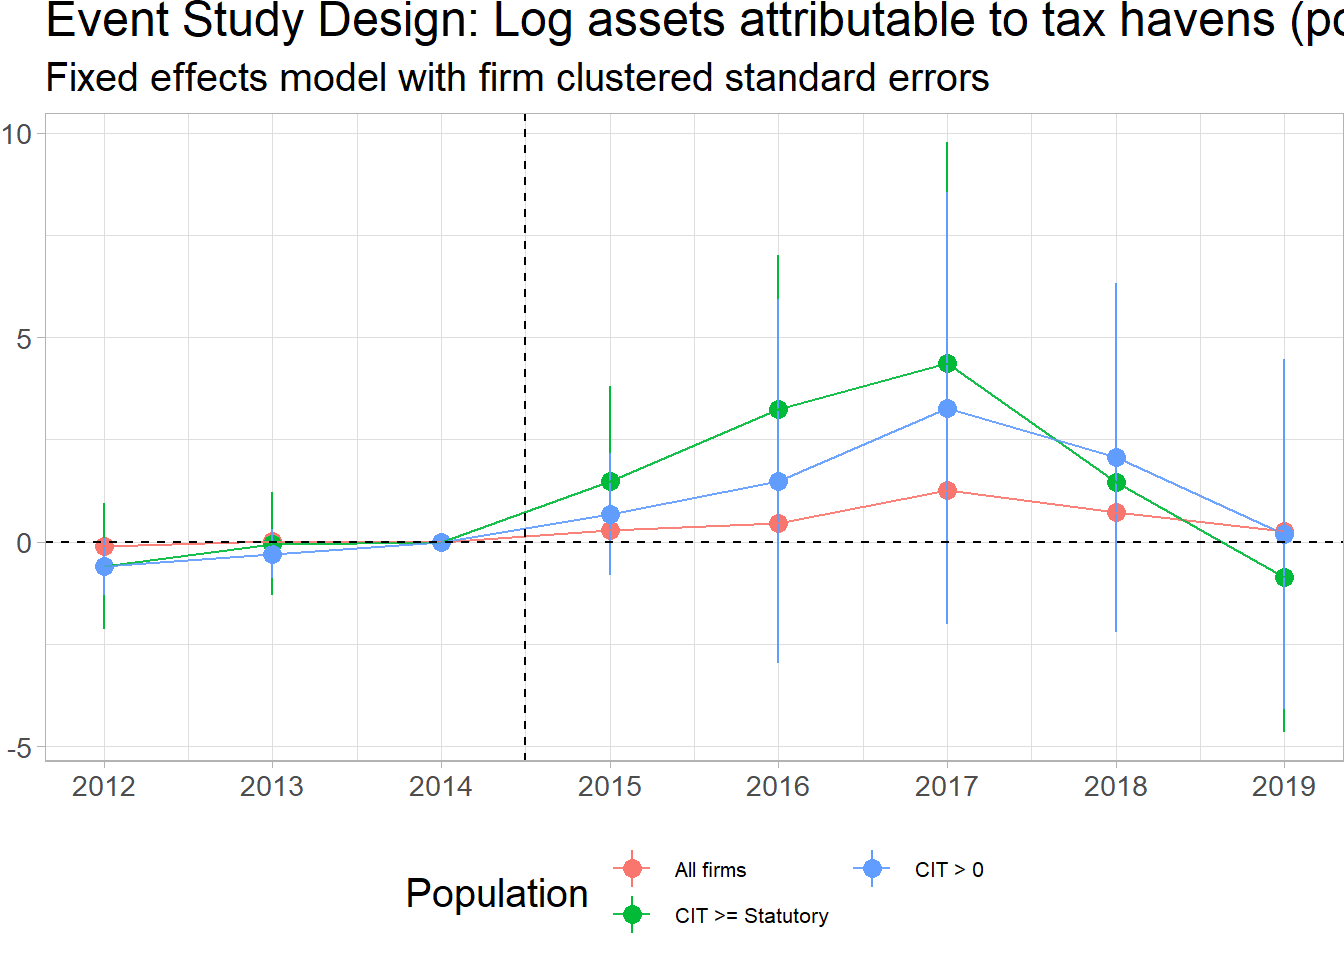 Event Study Design: Log assets attributable to tax havens (po
Fixed effects model with firm clustered standard errors
10
5
0
-5
2012 2013 2014 2015 2016 2017 2018 2019
Population
All firms
CIT > 0
CIT >= Statutory